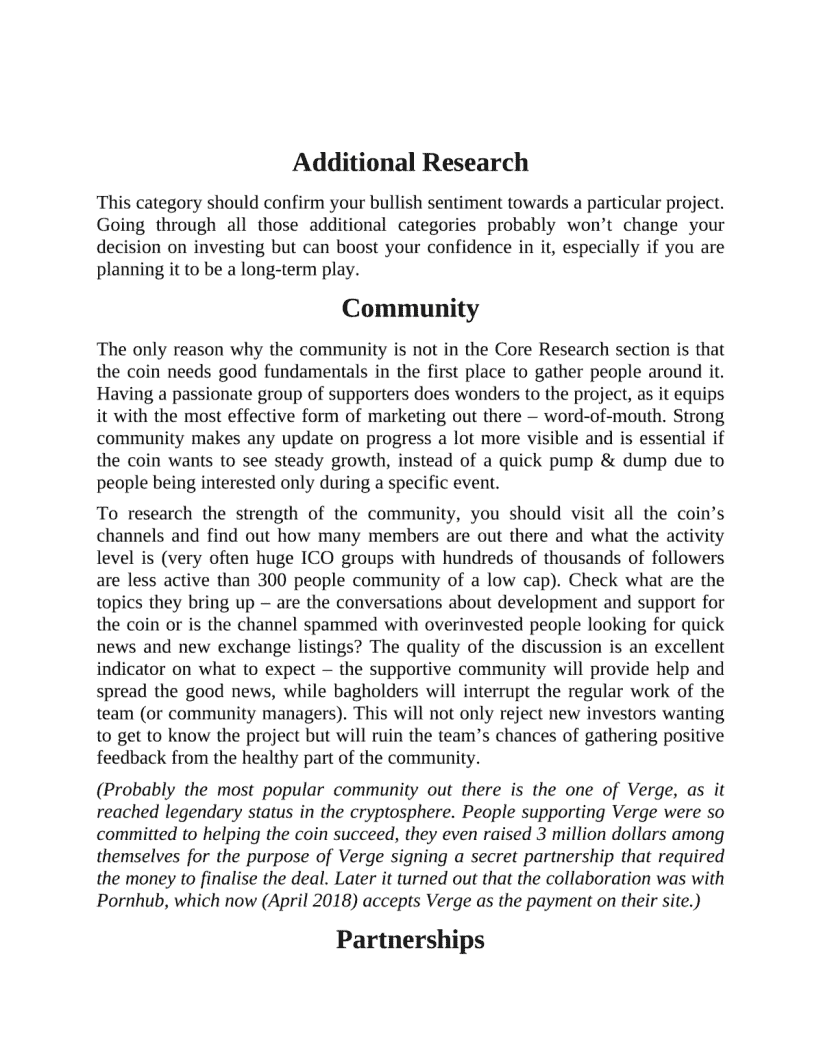 Additional Research
This category should confirm your bullish sentiment towards a particular project.
Going through all those additional categories probably won’t change your
decision on investing but can boost your confidence in it, especially if you are
planning it to be a long-term play.
Community
The only reason why the community is not in the Core Research section is that
the coin needs good fundamentals in the first place to gather people around it.
Having a passionate group of supporters does wonders to the project, as it equips
it with the most effective form of marketing out there – word-of-mouth. Strong
community makes any update on progress a lot more visible and is essential if
the coin wants to see steady growth, instead of a quick pump & dump due to
people being interested only during a specific event.
To research the strength of the community, you should visit all the coin’s
channels and find out how many members are out there and what the activity
level is (very often huge ICO groups with hundreds of thousands of followers
are less active than 300 people community of a low cap). Check what are the
topics they bring up – are the conversations about development and support for
the coin or is the channel spammed with overinvested people looking for quick
news and new exchange listings? The quality of the discussion is an excellent
indicator on what to expect – the supportive community will provide help and
spread the good news, while bagholders will interrupt the regular work of the
team (or community managers). This will not only reject new investors wanting
to get to know the project but will ruin the team’s chances of gathering positive
feedback from the healthy part of the community.
(Probably the most popular community out there is the one of Verge, as it
reached legendary status in the cryptosphere. People supporting Verge were so
committed to helping the coin succeed, they even raised 3 million dollars among
themselves for the purpose of Verge signing a secret partnership that required
the money to finalise the deal. Later it turned out that the collaboration was with
Pornhub, which now (April 2018) accepts Verge as the payment on their site.)
Partnerships